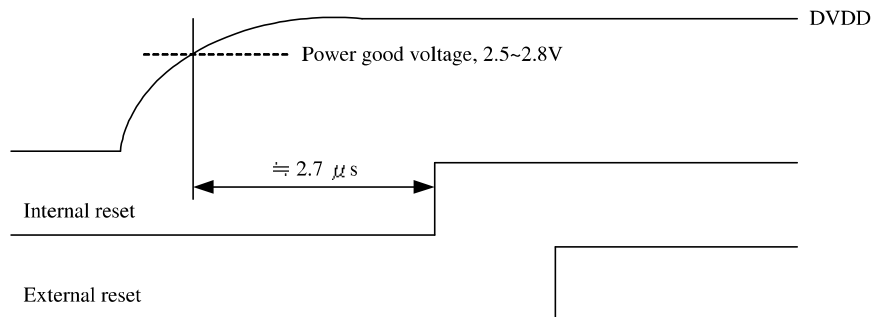 DVDD
Power good voltage, 2.5~2.8V
≒ 2.7 μs
Internal reset
External reset